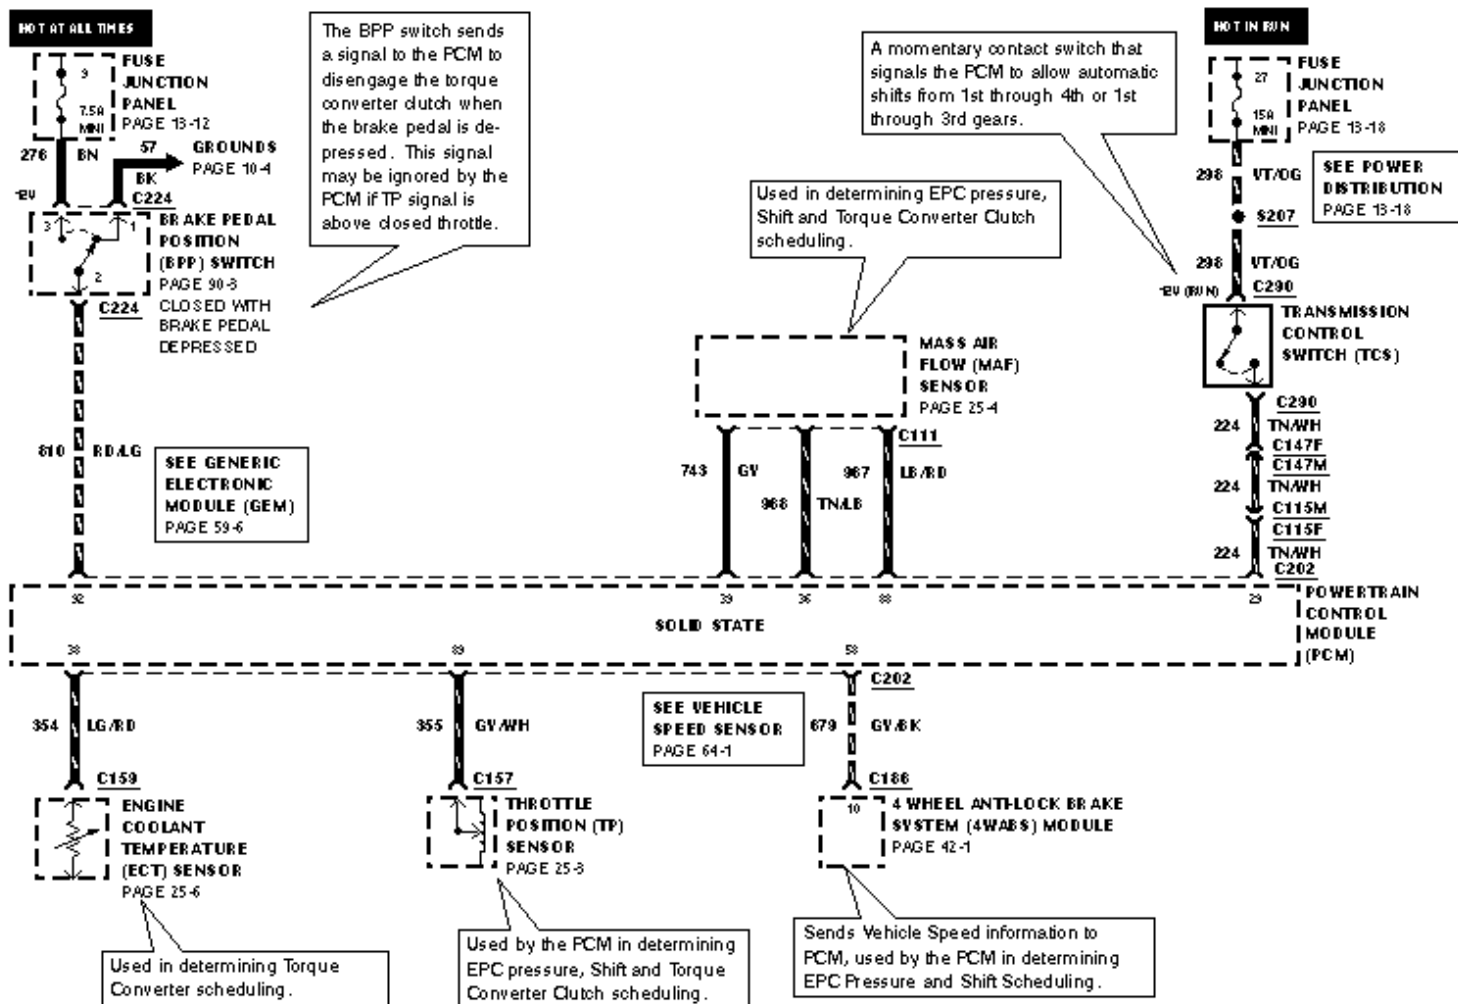 HOT AT ALL TIMES
9
7.5A
MINI
FUSE
JUNCTION
PANEL
PAGE 13-12
276
BN
57
BK
GROUNDS
PAGE 10-4
12V
C224
3
1
2
BRAKE PEDAL
POSITION
(BPP) SWITCH
PAGE 90-3
CLOSED WITH
BRAKE PEDAL
DEPRESSED
C224
The BPP switch sends
a signal to the PCM to
disengage the torque
converter clutch when
the brake pedal is de-
pressed. This signal
may be ignored by the
PCM if TP signal is
above closed throttle.
810
RD/LG
SEE GENERIC
ELECTRONIC
MODULE (GEM)
PAGE 59-6
Used in determining EPC pressure,
Shift and Torque Converter Clutch
scheduling.
MASS AIR
FLOW (MAF)
SENSOR
PAGE 25-4
C111
743
GY
968
TN/LB
967
LB/RD
A momentary contact switch that
signals the PCM to allow automatic
shifts from 1st through 4th or 1st
through 3rd gears.
HOT IN RUN
27
15A
MINI
FUSE
JUNCTION
PANEL
PAGE 13-18
SEE POWER
DISTRIBUTION
PAGE 13-18
298
VT/OG
S207
298
VT/OG
12V (RUN)
C290
TRANSMISSION
CONTROL
SWITCH (TCS)
C290
224
TN/WH
C147F
C147M
224
TN/WH
C115M
C115F
224
TN/WH
C202
92
39
36
88
29
SOLID STATE
POWERTRAIN
CONTROL
MODULE
(PCM)
38
89
58
C202
354
LG/RD
355
GY/WH
SEE VEHICLE
SPEED SENSOR
PAGE 64-1
679
GY/BK
C159
C157
C186
ENGINE
COOLANT
TEMPERATURE
(ECT) SENSOR
PAGE 25-6
THROTTLE
POSITION (TP)
SENSOR
PAGE 25-3
10
4 WHEEL ANTI-LOCK BRAKE
SYSTEM (4WABS) MODULE
PAGE 42-1
Used in determining Torque
Converter scheduling.
Used by the PCM in determining
EPC pressure, Shift and Torque
Converter Clutch scheduling.
Sends Vehicle Speed information to
PCM, used by the PCM in determining
EPC Pressure and Shift Scheduling.